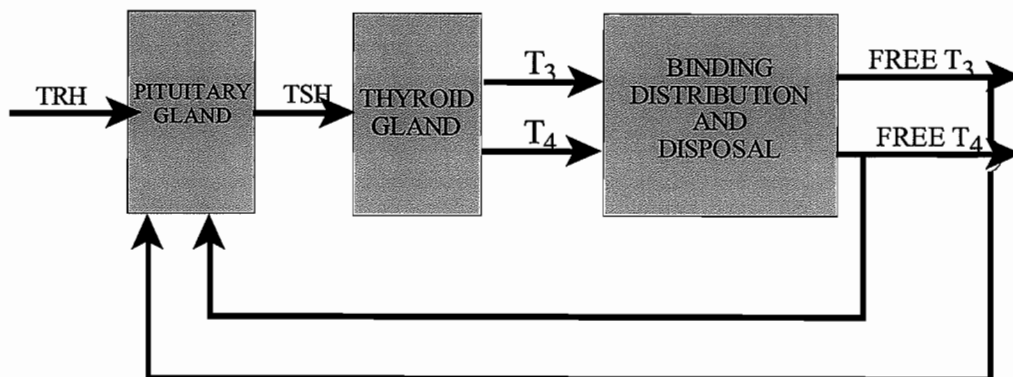 TRH
PITUITARY
GLAND
TSH
THYROID
GLAND
T3
T4
BINDING
DISTRIBUTION
AND
DISPOSAL
FREE T3
FREE T4